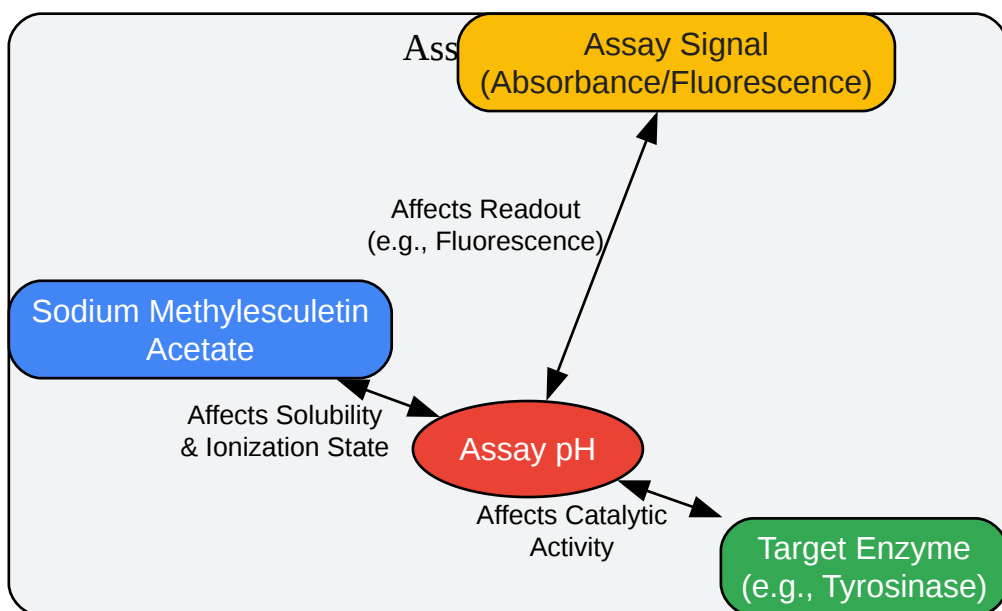 Assay Signal
(Absorbance/Fluorescence)
Affects Readout
(e.g., Fluorescence)
Sodium Methylesculetin
Acetate
Affects Solubility
& Ionization State
Assay pH
Affects Catalytic
Activity
Target Enzyme
(e.g., Tyrosinase)